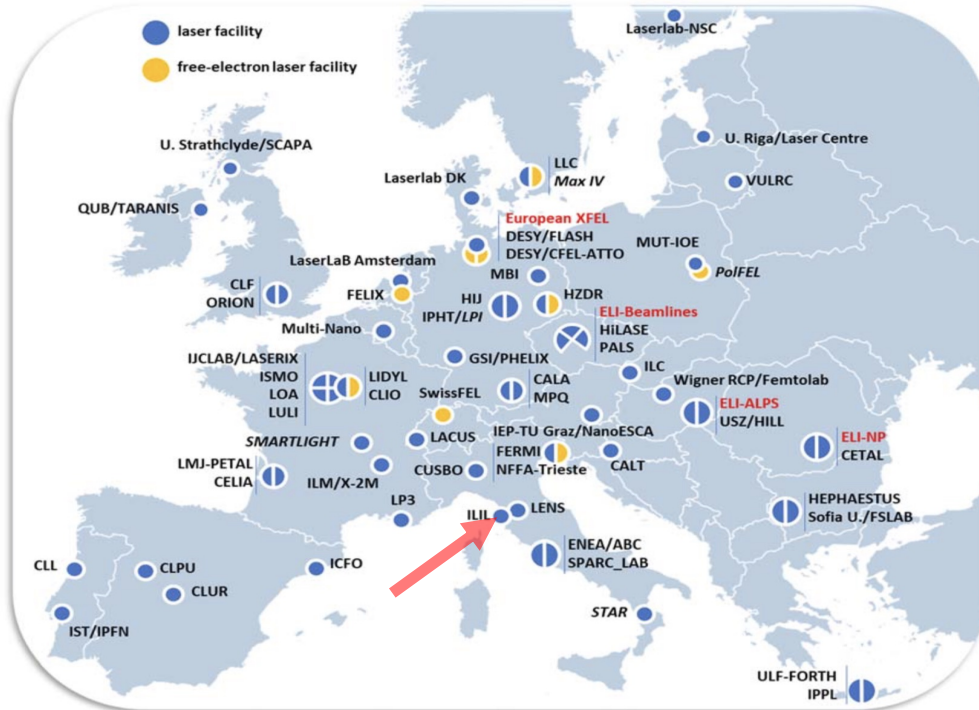 laser facility
free-electron laser facility
Laserlab-NSC
U. Strathclyde/SCAPA
U. Riga/Laser Centre
LLC
Max IV
Laserlab DK
VULRC
QUB/TARANIS
European XFEL
DESY/FLASH
DESY/CFEL-ATTO
MUT-IOE
PolFEL
LaserLaB Amsterdam
MBI
CLF
ORION
FELIX
HIJ
IPHT/LPI
HZDR
ELI-Beamlines
HiLASE
PALS
Multi-Nano
IJCLAB/LASERIX
ISMO
LOA
LULI
LIDYL
CLIO
GSI/PHELIX
ILC
CALA
MPQ
Wigner RCP/Femtolab
SwissFEL
ELI-ALPS
USZ/HILL
SMARTLIGHT
LACUS
IEP-TU Graz/NanoESCA
ELI-NP
CETAL
LMJ-PETAL
CELIA
ILM/X-2M
CUSBO
FERMI
NFFA-Trieste
CALT
LP3
ILIL
LENS
HEPHAESTUS
Sofia U./FSLAB
CLL
CLPU
CLUR
ICFO
ENEA/ABC
SPARC_LAB
IST/IPFN
STAR
ULF-FORTH
IPPL